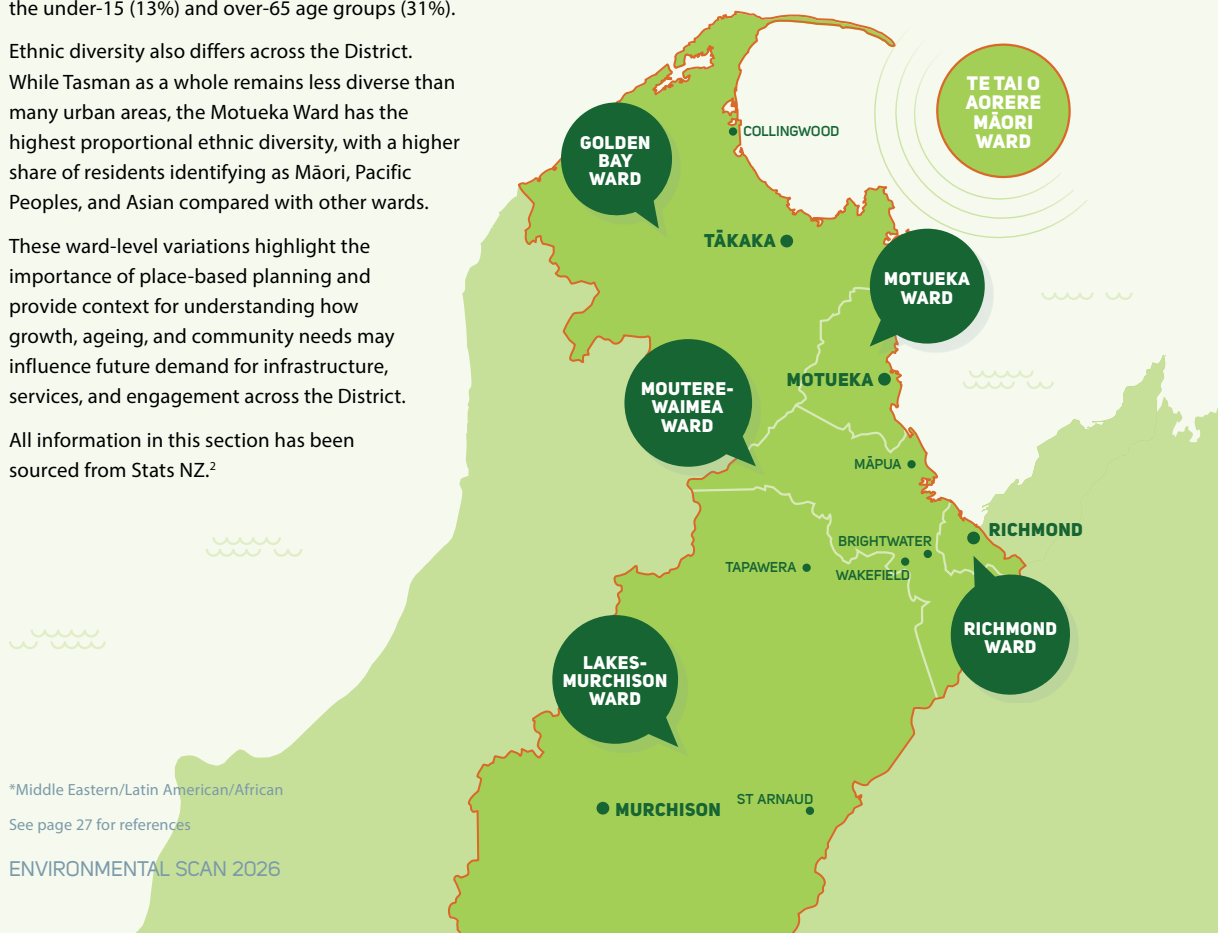 the under-15 (13%) and over-65 age groups (31%).
Ethnic diversity also differs across the District.
While Tasman as a whole remains less diverse than
many urban areas, the Motueka Ward has the
highest proportional ethnic diversity, with a higher
share of residents identifying as Māori, Pacific
Peoples, and Asian compared with other wards.
These ward-level variations highlight the
importance of place-based planning and
provide context for understanding how
growth, ageing, and community needs may
influence future demand for infrastructure,
services, and engagement across the District.
All information in this section has been
sourced from Stats NZ.²
*Middle Eastern/Latin American/African
See page 27 for references
ENVIRONMENTAL SCAN 2026
TE TAI O
AORERE
MĀORI
WARD
COLLINGWOOD
GOLDEN
BAY
WARD
TĀKAKA
MOTUEKA
WARD
MOTUEKA
MOUTERE-
WAIMEA
WARD
MĀPUA
RICHMOND
BRIGHTWATER
TAPAWERA
WAKEFIELD
RICHMOND
WARD
LAKES-
MURCHISON
WARD
ST ARNAUD
MURCHISON